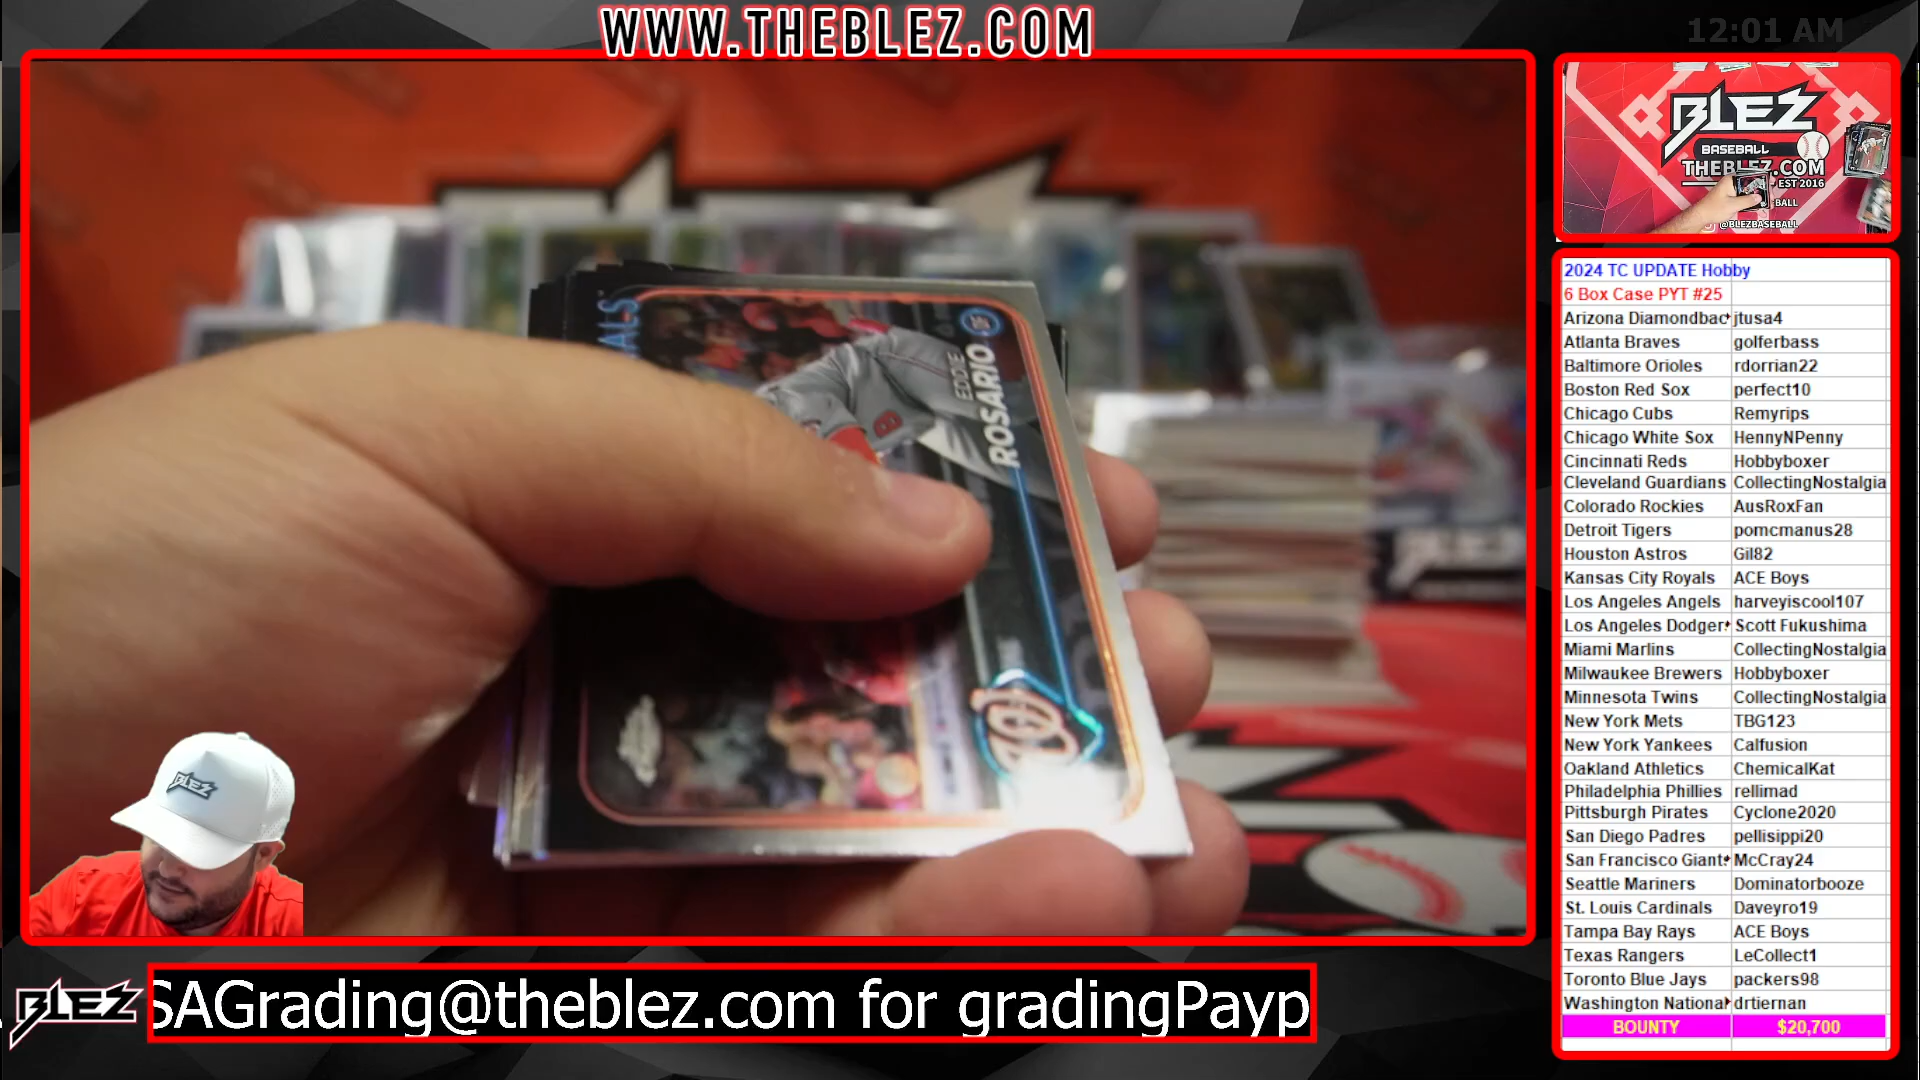 WWW.THEBLEZ.COM
12:01 AM
BLEZ
BASEBALL
THEBLEZ.COM
EST 2016
BALL
@BLEZBASEBALL
EDDIE
ROSARIO
OF
ALS
2024 TC UPDATE Hobby
6 Box Case PYT #25
Arizona Diamondbac jtusa4
Atlanta Braves golferbass
Baltimore Orioles rdorrian22
Boston Red Sox perfect10
Chicago Cubs Remyrips
Chicago White Sox HennyNPenny
Cincinnati Reds Hobbyboxer
Cleveland Guardians CollectingNostalgia
Colorado Rockies AusRoxFan
Detroit Tigers pomcmanus28
Houston Astros Gil82
Kansas City Royals ACE Boys
Los Angeles Angels harveyiscool107
Los Angeles Dodger Scott Fukushima
Miami Marlins CollectingNostalgia
Milwaukee Brewers Hobbyboxer
Minnesota Twins CollectingNostalgia
New York Mets TBG123
New York Yankees Calfusion
Oakland Athletics ChemicalKat
Philadelphia Phillies rellimad
Pittsburgh Pirates Cyclone2020
San Diego Padres pellisippi20
San Francisco Giant McCray24
Seattle Mariners Dominatorbooze
St. Louis Cardinals Daveyro19
Tampa Bay Rays ACE Boys
Texas Rangers LeCollect1
Toronto Blue Jays packers98
Washington National drtiernan
BOUNTY $20,700
BLEZ
BLEZ
SAGrading@theblez.com for gradingPayp